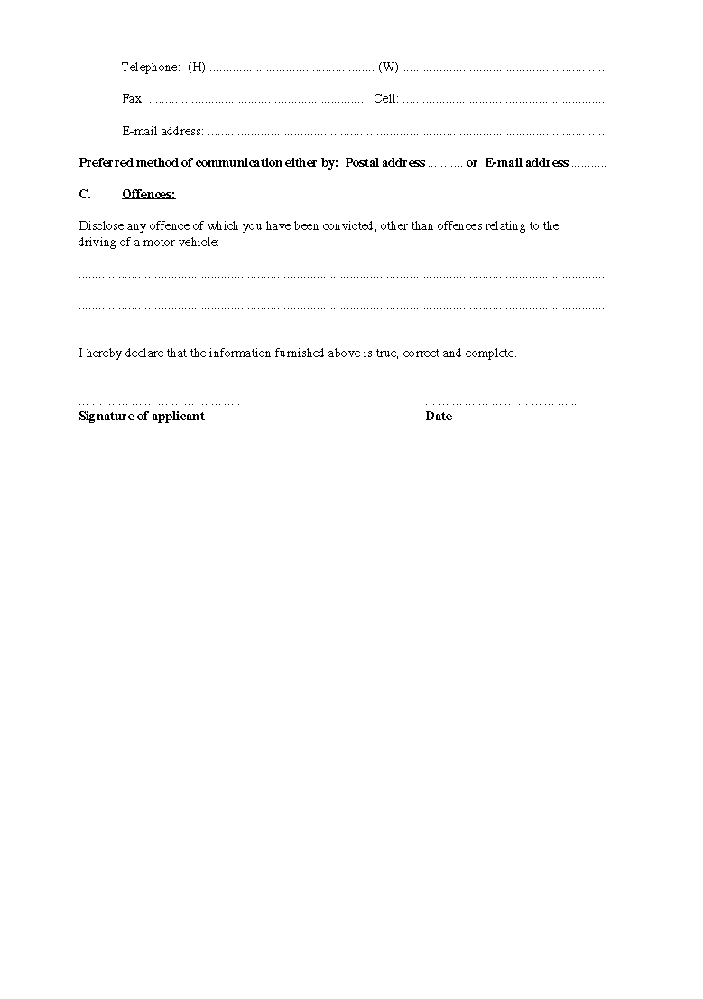 Telephone: (H) .................................................. (W) .............................................................
Fax: .................................................................. Cell: .............................................................
E-mail address: ........................................................................................................................
Preferred method of communication either by: Postal address ........... or E-mail address ...........
C. Offences:
Disclose any offence of which you have been convicted, other than offences relating to the
driving of a motor vehicle:
................................................................................................................................................................
................................................................................................................................................................
I hereby declare that the information furnished above is true, correct and complete.
………………………………. ……………………………..
Signature of applicant Date